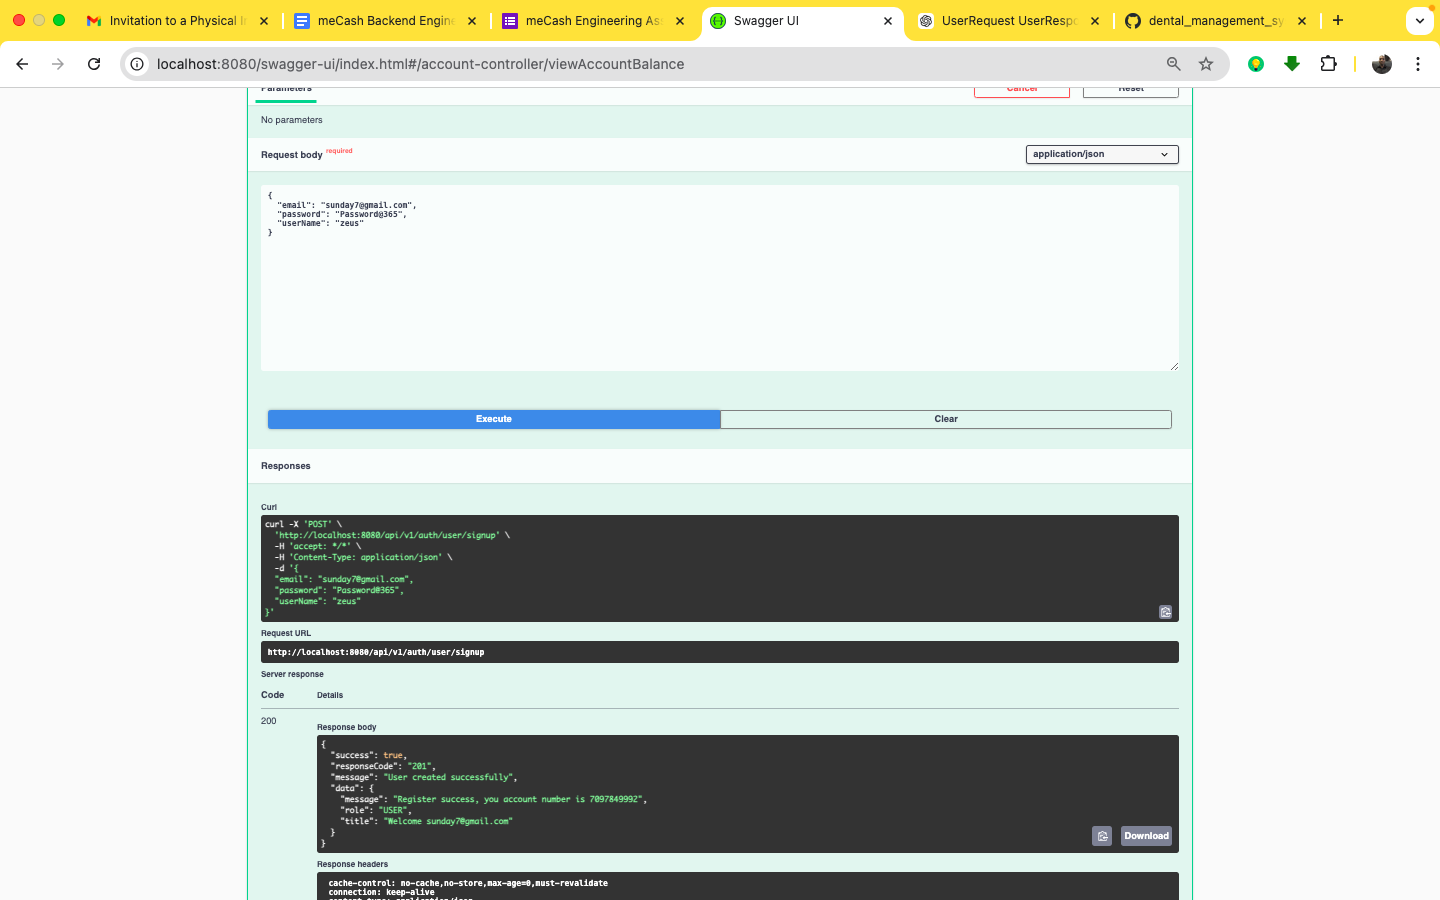 Invitation to a Physical I
meCash Backend Engine
meCash Engineering As
Swagger UI
UserRequest UserResp
dental_management_sy
localhost:8080/swagger-ui/index.html#/account-controller/viewAccountBalance
Parameters
Cancel
Reset
No parameters
Request body required
application/json
{
  "email": "sunday7@gmail.com",
  "password": "Password@365",
  "userName": "zeus"
}
Execute
Clear
Responses
Curl
curl -X 'POST' \
  'http://localhost:8080/api/v1/auth/user/signup' \
  -H 'accept: */*' \
  -H 'Content-Type: application/json' \
  -d '{
  "email": "sunday7@gmail.com",
  "password": "Password@365",
  "userName": "zeus"
}'
Request URL
http://localhost:8080/api/v1/auth/user/signup
Server response
Code
Details
200
Response body
{
  "success": true,
  "responseCode": "201",
  "message": "User created successfully",
  "data": {
    "message": "Register success, you account number is 7097849992",
    "role": "USER",
    "title": "Welcome sunday7@gmail.com"
  }
}
Download
Response headers
cache-control: no-cache,no-store,max-age=0,must-revalidate
connection: keep-alive
content-type: application/json